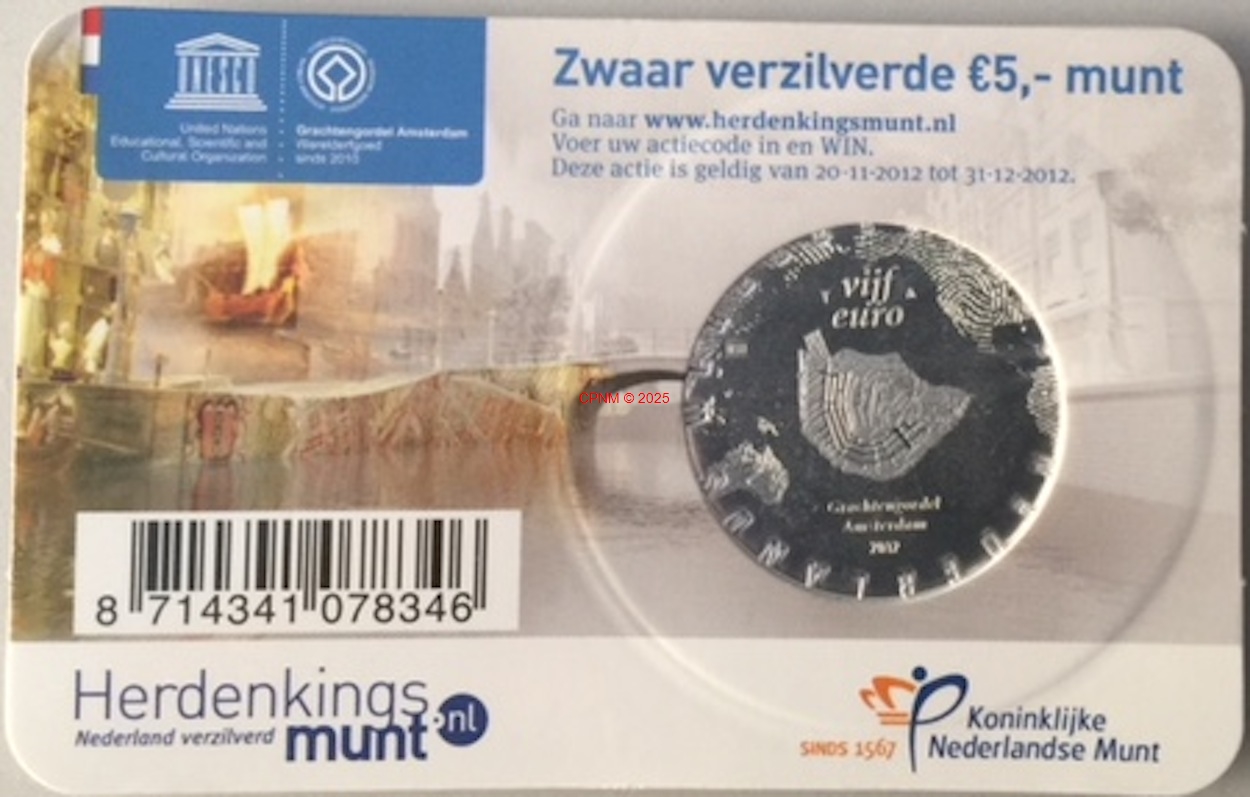 UNESCO
United Nations
Educational, Scientific and
Cultural Organization
Grachtengordel Amsterdam
Werelderfgoed
sinds 2010
Zwaar verzilverde €5,- munt
Ga naar www.herdenkingsmunt.nl
Voer uw actiecode in en WIN.
Deze actie is geldig van 20-11-2012 tot 31-12-2012.
vijf
euro
Grachtengordel
Amsterdam
2012
CPNM © 2025
8 714341 078346
Herdenkings
munt.nl
Nederland verzilverd
SINDS 1567
Koninklijke
Nederlandse Munt